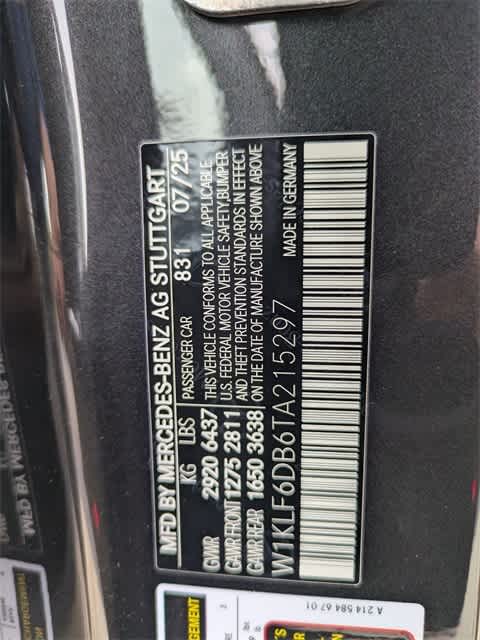 MFD BY MERCEDES-BENZ AG STUTTGART
KG LBS 831 07/25
GVWR 2920 6437 PASSENGER CAR
GAWR FRONT 1275 2811
GAWR REAR 1650 3638
THIS VEHICLE CONFORMS TO ALL APPLICABLE
U.S. FEDERAL MOTOR VEHICLE SAFETY,BUMPER
AND THEFT PREVENTION STANDARDS IN EFFECT
ON THE DATE OF MANUFACTURE SHOWN ABOVE
W1KLF6DB6TA215297 MADE IN GERMANY
A 214 584 67 01